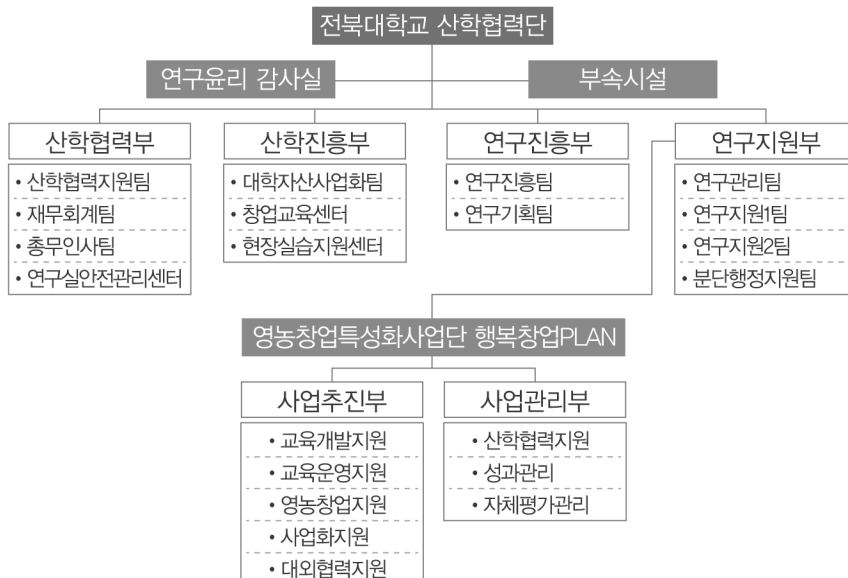 전북대학교 산학협력단
연구윤리 감사실
부속시설
산학협력부
• 산학협력지원팀
• 재무회계팀
• 총무인사팀
• 연구실안전관리센터
산학진흥부
• 대학자산사업화팀
• 창업교육센터
• 현장실습지원센터
연구진흥부
• 연구진흥팀
• 연구기획팀
연구지원부
• 연구관리팀
• 연구지원1팀
• 연구지원2팀
• 분단행정지원팀
영농창업특성화사업단 행복창업PLAN
사업추진부
• 교육개발지원
• 교육운영지원
• 영농창업지원
• 사업화지원
• 대외협력지원
사업관리부
• 산학협력지원
• 성과관리
• 자체평가관리